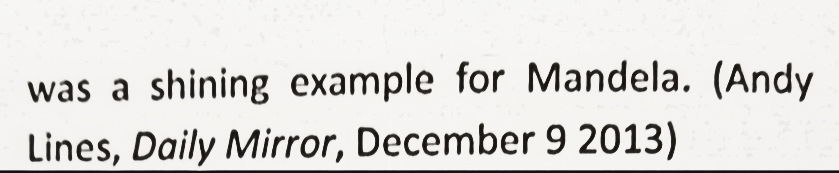 was a shining example for Mandela. (Andy
Lines, Daily Mirror, December 9 2013)